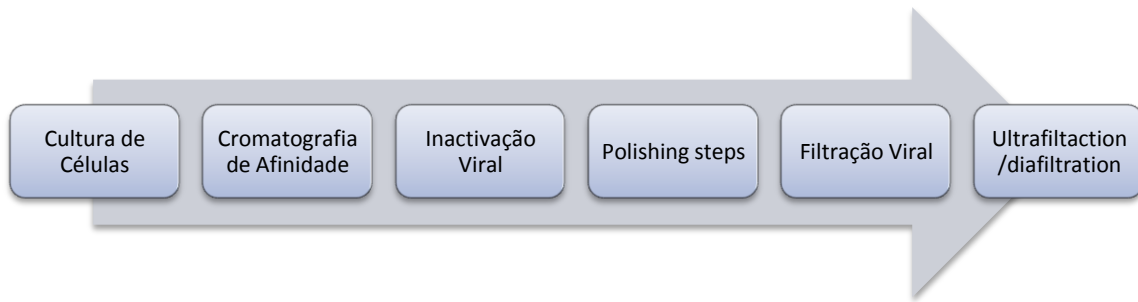 Cultura de
Células
Cromatografia
de Afinidade
Inactivação
Viral
Polishing steps
Filtração Viral
Ultrafiltaction
/diafiltration